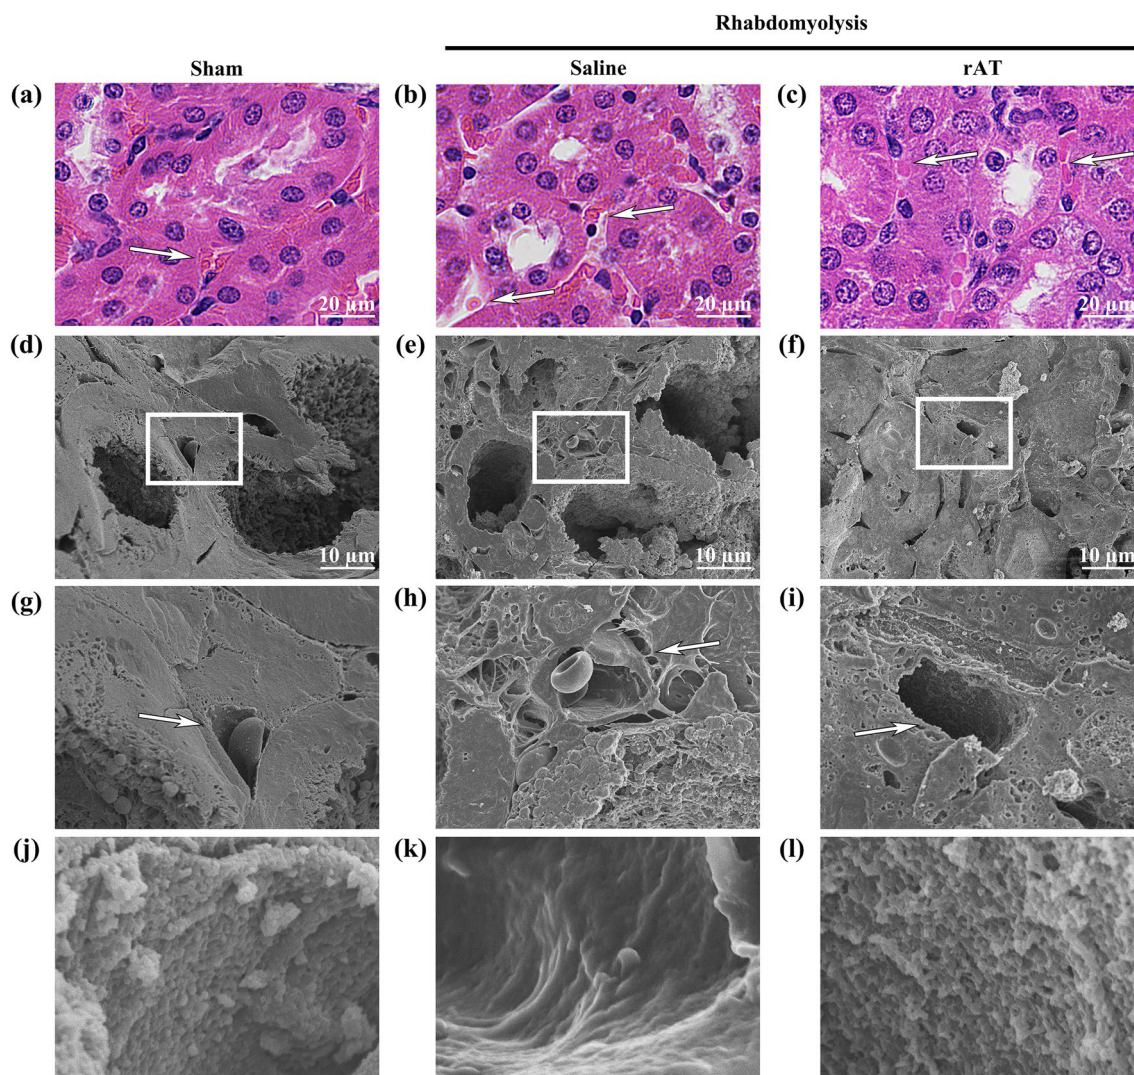 Rhabdomyolysis
Sham
Saline
rAT
(a)
(b)
(c)
20 µm
20 µm
20 µm
(d)
(e)
(f)
10 µm
10 µm
10 µm
(g)
(h)
(i)
(j)
(k)
(l)